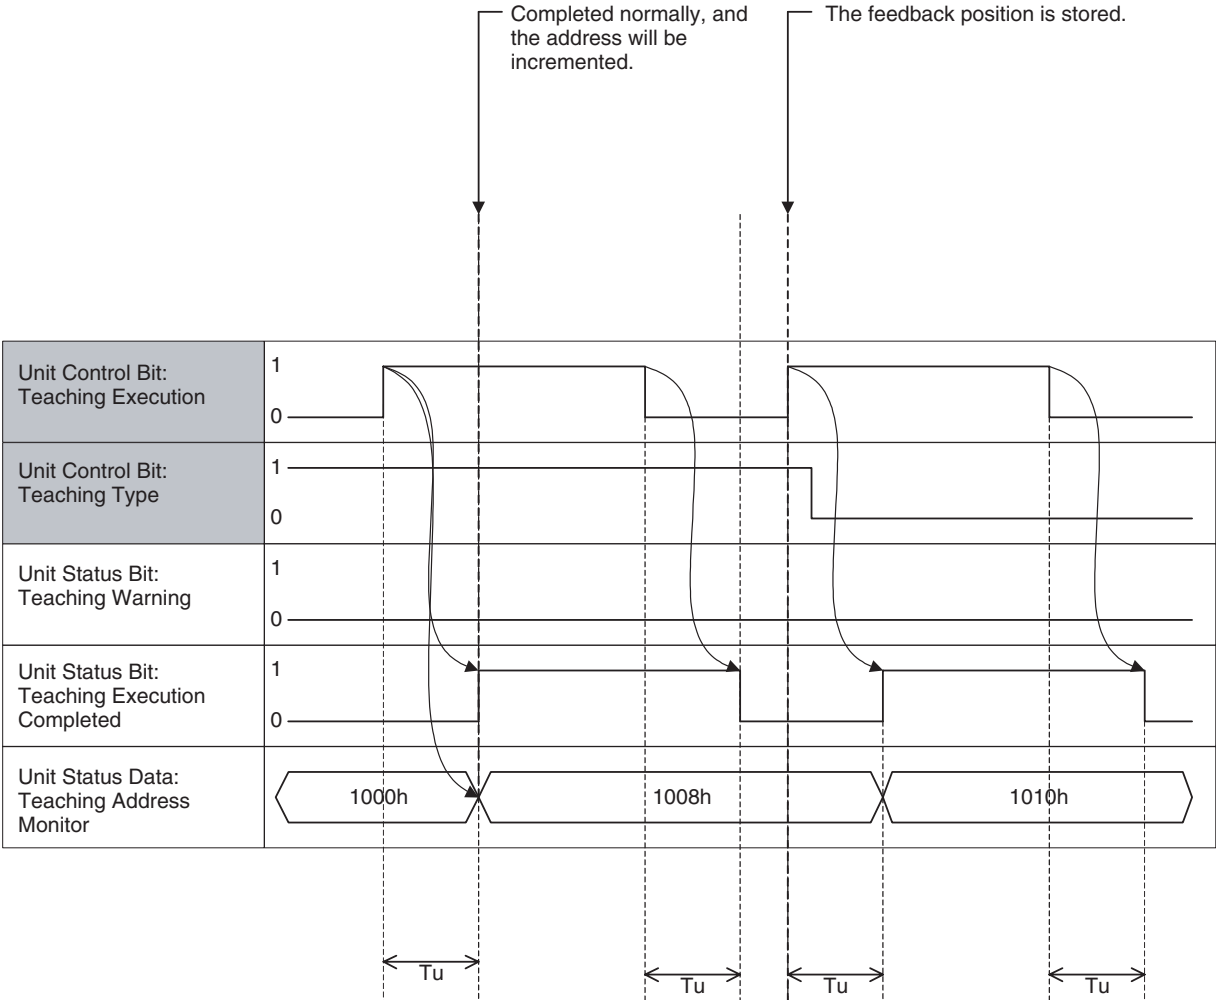 Completed normally, and
the address will be
incremented.
The feedback position is stored.
Unit Control Bit:
Teaching Execution
1
0
Unit Control Bit:
Teaching Type
1
0
Unit Status Bit:
Teaching Warning
1
0
Unit Status Bit:
Teaching Execution
Completed
1
0
Unit Status Data:
Teaching Address
Monitor
1000h
1008h
1010h
Tu
Tu
Tu
Tu